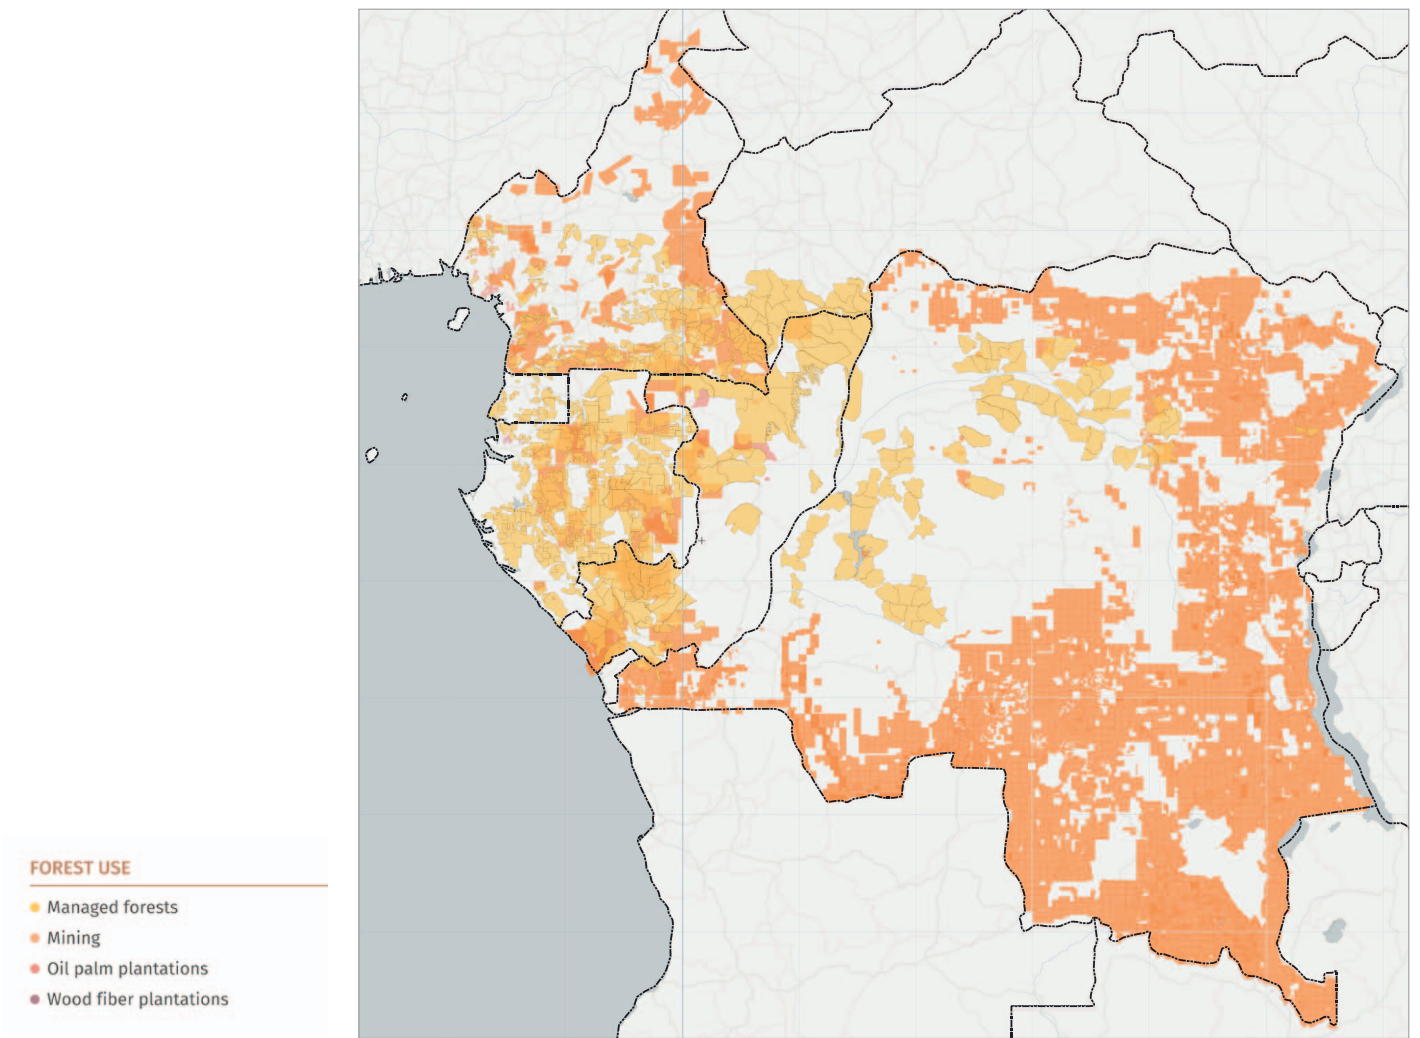 FOREST USE
Managed forests
Mining
Oil palm plantations
Wood fiber plantations